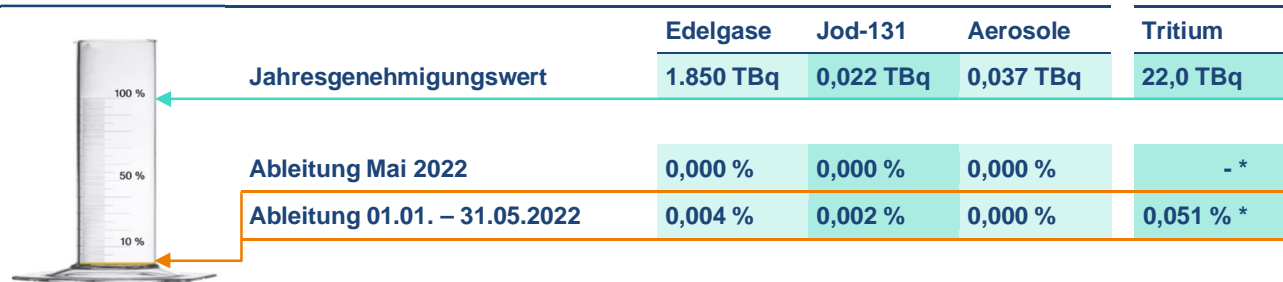 Edelgase Jod-131 Aerosole Tritium
Jahresgenehmigungswert 1.850 TBq 0,022 TBq 0,037 TBq 22,0 TBq
100 %
Ableitung Mai 2022 0,000 % 0,000 % 0,000 % - *
50 %
Ableitung 01.01. – 31.05.2022 0,004 % 0,002 % 0,000 % 0,051 % *
10 %